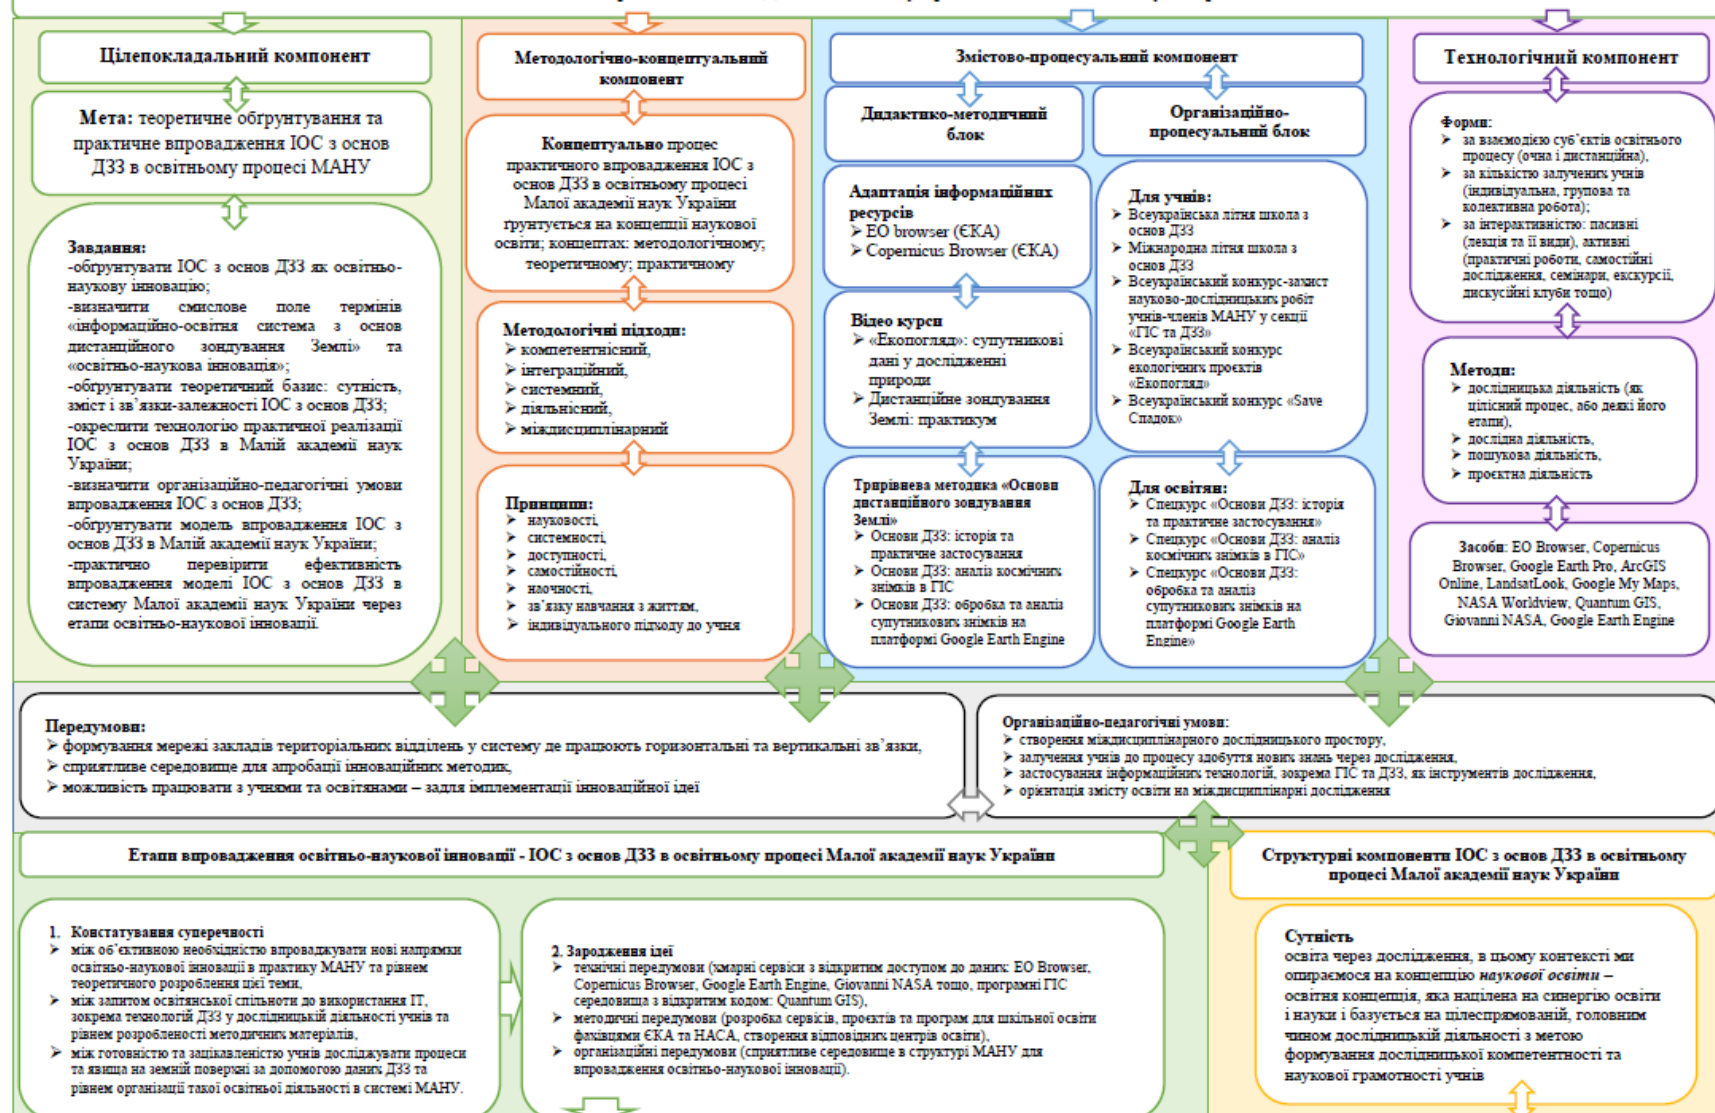 Цілепокладальний компонент
Мета: теоретичне обґрунтування та
практичне впровадження ІОС з основ
ДЗЗ в освітньому процесі МАНУ
Завдання:
-обґрунтувати ІОС з основ ДЗЗ як освітньо-
наукову інновацію;
-визначити смислове поле термінів
«інформаційно-освітня система з основ
дистанційного зондування Землі» та
«освітньо-наукова інновація»;
-обґрунтувати теоретичний базис: сутність,
зміст і зв’язки-залежності ІОС з основ ДЗЗ;
-окреслити технологію практичної реалізації
ІОС з основ ДЗЗ в Малій академії наук
України;
-визначити організаційно-педагогічні умови
впровадження ІОС з основ ДЗЗ;
-обґрунтувати модель впровадження ІОС з
основ ДЗЗ в Малій академії наук України;
-практично перевірити ефективність
впровадження моделі ІОС з основ ДЗЗ в
систему Малої академії наук України через
етапи освітньо-наукової інновації.
Методологічно-концептуальний
компонент
Концептуально процес
практичного впровадження ІОС з
основ ДЗЗ в освітньому процесі
Малої академії наук України
ґрунтується на концепції наукової
освіти; концептах: методологічному;
теоретичному; практичному
Методологічні підходи:
➢ компетентнісний,
➢ інтеграційний,
➢ системний,
➢ діяльнісний,
➢ міждисциплінарний
Принципи:
➢ науковості,
➢ системності,
➢ доступності,
➢ самостійності,
➢ наочності,
➢ зв’язку навчання з життям,
➢ індивідуального підходу до учня
Змістово-процесуальний компонент
Дидактико-методичний
блок
Адаптація інформаційних
ресурсів
➢ EO browser (ЄКА)
➢ Copernicus Browser (ЄКА)
Відео курси
➢ «Екопогляд»: супутникові
дані у дослідженні
природи
➢ Дистанційне зондування
Землі: практикум
Трирівнева методика «Основи
дистанційного зондування
Землі»
➢ Основи ДЗЗ: історія та
практичне застосування
➢ Основи ДЗЗ: аналіз космічних
знімків в ГІС
➢ Основи ДЗЗ: обробка та аналіз
супутникових знімків на
платформі Google Earth Engine
Організаційно-
процесуальний блок
Для учнів:
➢ Всеукраїнська літня школа з
основ ДЗЗ
➢ Міжнародна літня школа з
основ ДЗЗ
➢ Всеукраїнський конкурс-захист
науково-дослідницьких робіт
учнів-членів МАНУ у секції
«ГІС та ДЗЗ»
➢ Всеукраїнський конкурс
екологічних проєктів
«Екопогляд»
➢ Всеукраїнський конкурс «Save
Спадок»
Для освітян:
➢ Спецкурс «Основи ДЗЗ: історія
та практичне застосування»
➢ Спецкурс «Основи ДЗЗ: аналіз
космічних знімків в ГІС»
➢ Спецкурс «Основи ДЗЗ:
обробка та аналіз
супутникових знімків на
платформі Google Earth
Engine»
Технологічний компонент
Форми:
➢ за взаємодією суб’єктів освітнього
процесу (очна і дистанційна),
➢ за кількістю залучених учнів
(індивідуальна, групова та
колективна робота);
➢ за інтерактивністю: пасивні
(лекція та її види), активні
(практичні роботи, самостійні
дослідження, семінари, екскурсії,
дискусійні клуби тощо)
Методи:
➢ дослідницька діяльність (як
цілісний процес, або деякі його
етапи),
➢ дослідна діяльність,
➢ пошукова діяльність,
➢ проєктна діяльність
Засоби: EO Browser, Copernicus
Browser, Google Earth Pro, ArcGIS
Online, LandsatLook, Google My Maps,
NASA Worldview, Quantum GIS,
Giovanni NASA, Google Earth Engine
Передумови:
➢ формування мережі закладів територіальних відділень у систему де працюють горизонтальні та вертикальні зв’язки,
➢ сприятливе середовище для апробації інноваційних методик,
➢ можливість працювати з учнями та освітянами – задля імплементації інноваційної ідеї
Організаційно-педагогічні умови:
➢ створення міждисциплінарного дослідницького простору,
➢ залучення учнів до процесу здобуття нових знань через дослідження,
➢ застосування інформаційних технологій, зокрема ГІС та ДЗЗ, як інструментів дослідження,
➢ орієнтація змісту освіти на міждисциплінарні дослідження
Етапи впровадження освітньо-наукової інновації - ІОС з основ ДЗЗ в освітньому процесі Малої академії наук України
1. Констатування суперечності
➢ між об’єктивною необхідністю впроваджувати нові напрямки
освітньо-наукової інновації в практику МАНУ та рівнем
теоретичного розроблення цієї теми,
➢ між запитом освітянської спільноти до використання ІТ,
зокрема технологій ДЗЗ у дослідницькій діяльності учнів та
рівнем розробленості методичних матеріалів,
➢ між готовністю та зацікавленістю учнів досліджувати процеси
та явища на земній поверхні за допомогою даних ДЗЗ та
рівнем організації такої освітньої діяльності в системі МАНУ.
2. Зародження ідеї
➢ технічні передумови (хмарні сервіси з відкритим доступом до даних: EO Browser,
Copernicus Browser, Google Earth Engine, Giovanni NASA тощо, програмні ГІС
середовища з відкритим кодом: Quantum GIS),
➢ методичні передумови (розробка сервісів, проєктів та програм для шкільної освіти
фахівцями ЄКА та НАСА, створення відповідних центрів освіти),
➢ організаційні передумови (сприятливе середовище в структурі МАНУ для
впровадження освітньо-наукової інновації).
Структурні компоненти ІОС з основ ДЗЗ в освітньому
процесі Малої академії наук України
Сутність
освіта через дослідження, в цьому контексті ми
опираємося на концепцію наукової освіти –
освітня концепція, яка націлена на синергію освіти
і науки і базується на цілеспрямованій, головним
чином дослідницькій діяльності з метою
формування дослідницької компетентності та
наукової грамотності учнів